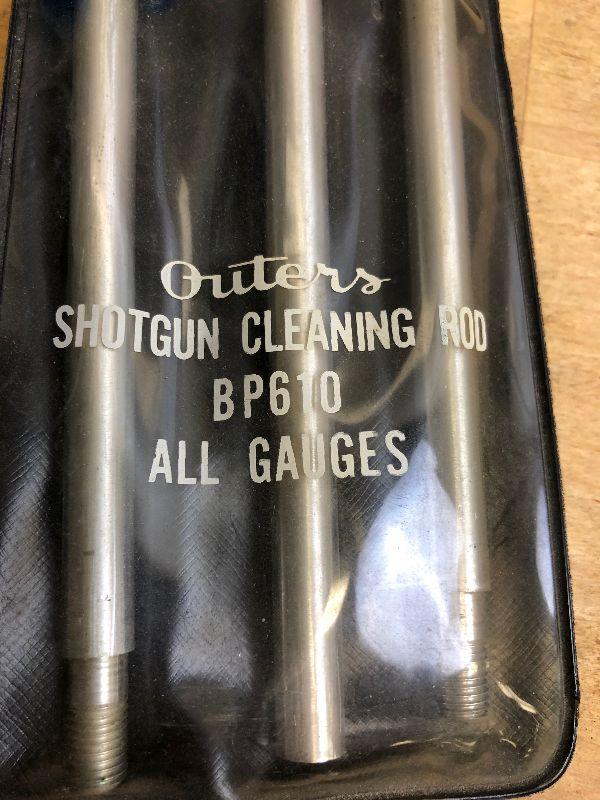 Outers
SHOTGUN CLEANING ROD
BP610
ALL GAUGES